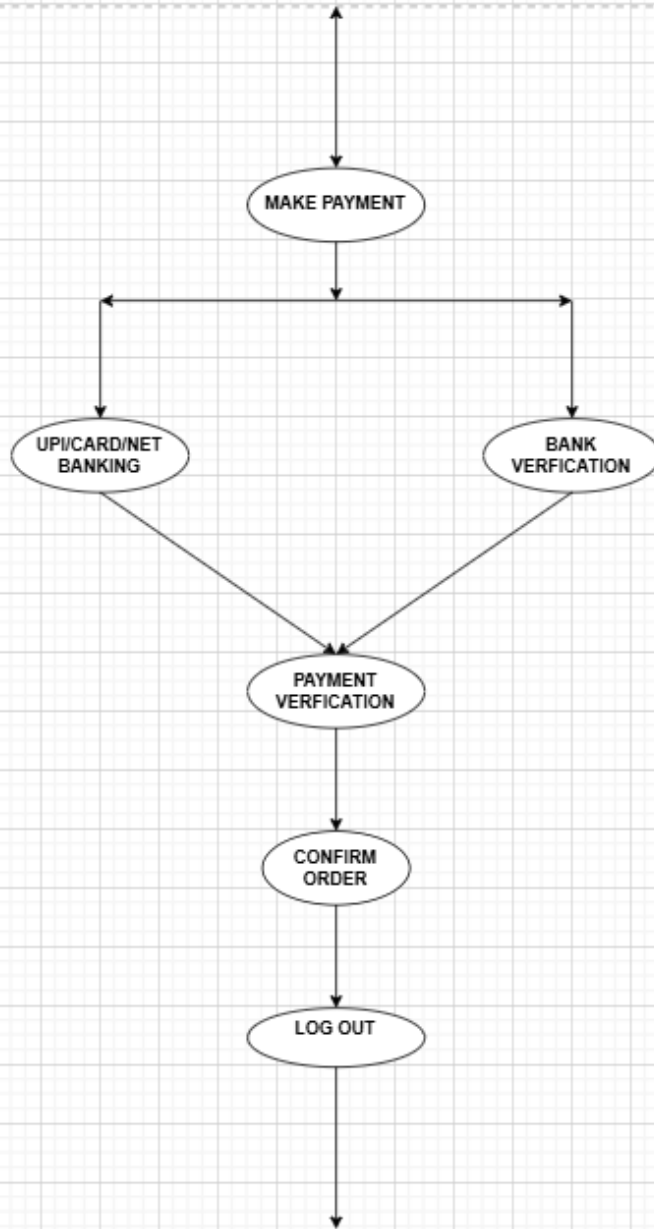 MAKE PAYMENT
UPI/CARD/NET
BANKING
BANK
VERFICATION
PAYMENT
VERFICATION
CONFIRM
ORDER
LOG OUT